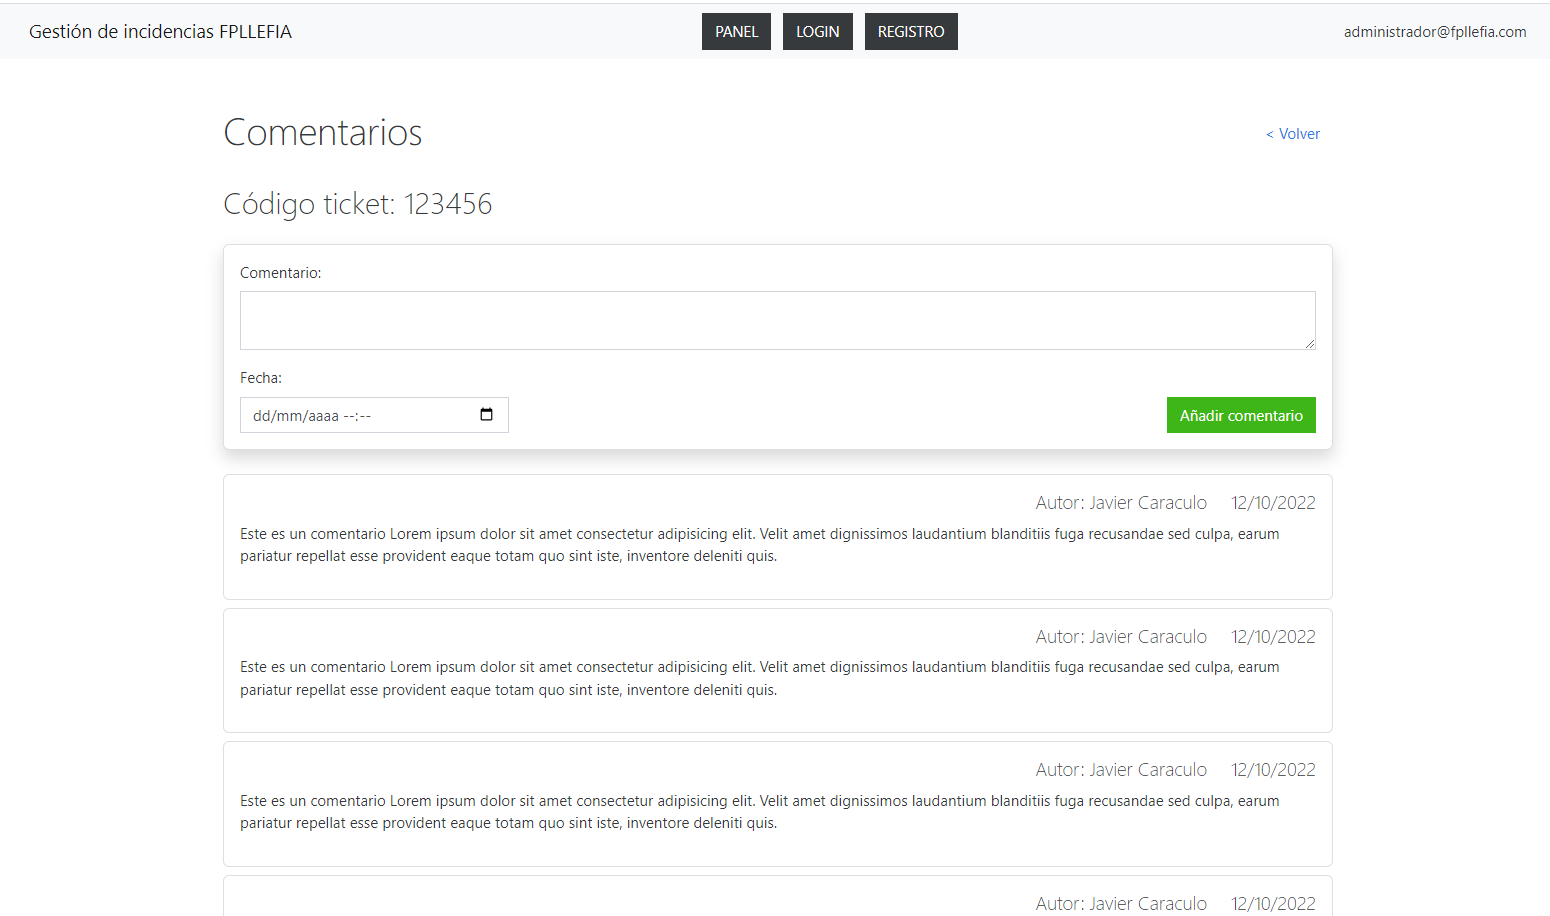 Gestión de incidencias FPLLEFIA PANEL LOGIN REGISTRO administrador@fpllefia.com
Comentarios < Volver
Código ticket: 123456
Comentario:
Fecha:
dd/mm/aaaa --:-- Añadir comentario
Autor: Javier Caraculo 12/10/2022
Este es un comentario Lorem ipsum dolor sit amet consectetur adipisicing elit. Velit amet dignissimos laudantium blanditiis fuga recusandae sed culpa, earum
pariatur repellat esse provident eaque totam quo sint iste, inventore deleniti quis.
Autor: Javier Caraculo 12/10/2022
Este es un comentario Lorem ipsum dolor sit amet consectetur adipisicing elit. Velit amet dignissimos laudantium blanditiis fuga recusandae sed culpa, earum
pariatur repellat esse provident eaque totam quo sint iste, inventore deleniti quis.
Autor: Javier Caraculo 12/10/2022
Este es un comentario Lorem ipsum dolor sit amet consectetur adipisicing elit. Velit amet dignissimos laudantium blanditiis fuga recusandae sed culpa, earum
pariatur repellat esse provident eaque totam quo sint iste, inventore deleniti quis.
Autor: Javier Caraculo 12/10/2022